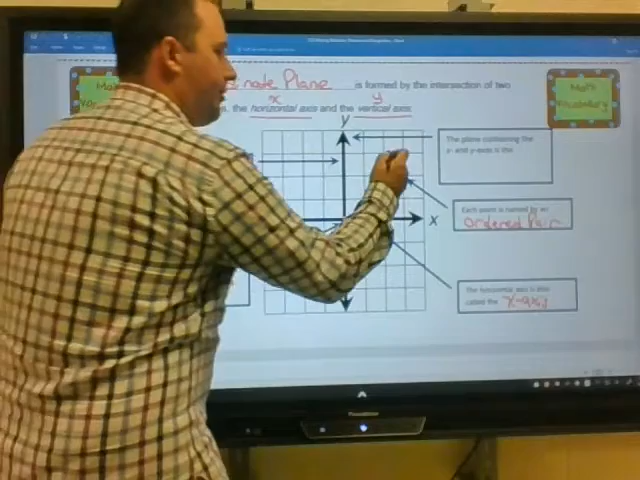 nate Plane is formed by the intersection of two
x y
the horizontal axis and the vertical axis
Math
Vocabulary
y
The plane containing the
x- and y-axes is the
Each point is named by an
ordered pair
x
The horizontal axis is also
called the x-axis